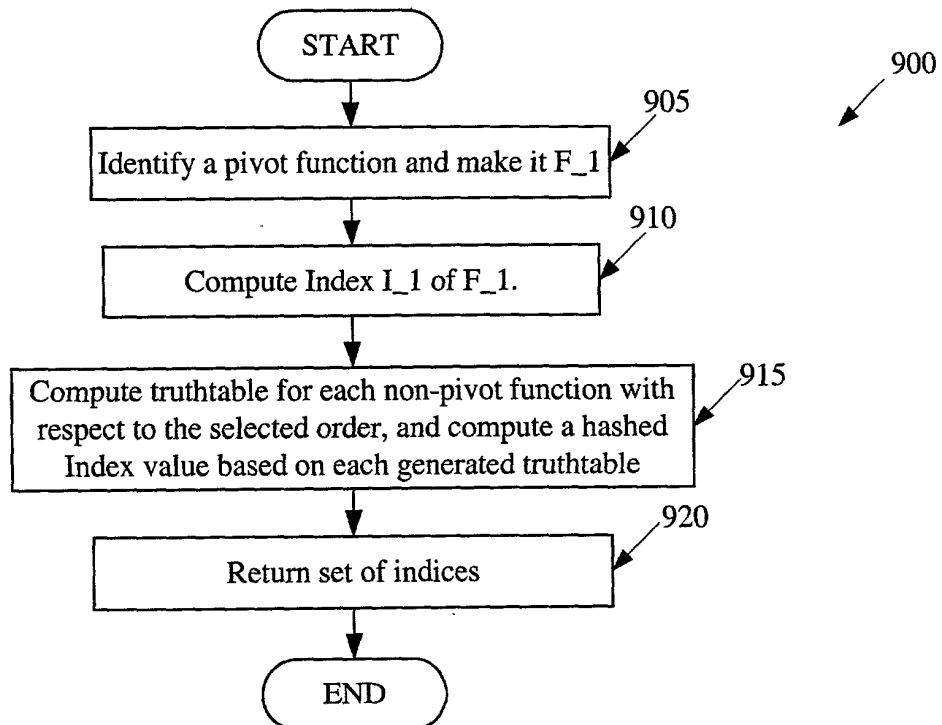 START
900
905
Identify a pivot function and make it F_1
910
Compute Index I_1 of F_1.
915
Compute truthtable for each non-pivot function with
respect to the selected order, and compute a hashed
Index value based on each generated truthtable
920
Return set of indices
END